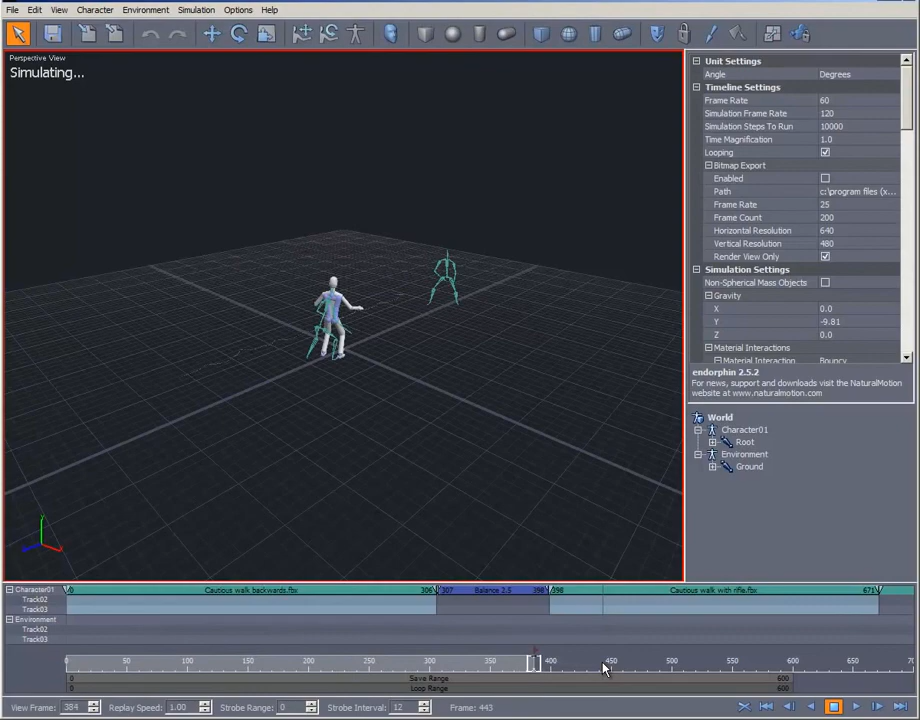 File Edit View Character Environment Simulation Options Help
Perspective View
Simulating...
Unit Settings
Angle Degrees
Timeline Settings
Frame Rate 60
Simulation Frame Rate 120
Simulation Steps To Run 10000
Time Magnification 1.0
Looping
Bitmap Export
Enabled
Path c:\program files (x...
Frame Rate 25
Frame Count 200
Horizontal Resolution 640
Vertical Resolution 480
Render View Only
Simulation Settings
Non-Spherical Mass Objects
Gravity
X 0.0
Y -9.81
Z 0.0
Material Interactions
Material Interaction Bouncy
endorphin 2.5.2
For news, support and downloads visit the NaturalMotion
website at www.naturalmotion.com
World
Character01
Root
Environment
Ground
Y
X
Character01 0 Cautious walk backwards.fbx 306 307 Balance 2.5 398 398 Cautious walk with rifle.fbx 671
Track02
Track03
Environment
Track02
Track03
0 50 100 150 200 250 300 350 400 450 500 550 600 650 70
0 Save Range 600
0 Loop Range 600
View Frame: 384 Replay Speed: 1.00 Strobe Range: 0 Strobe Interval: 12 Frame: 443